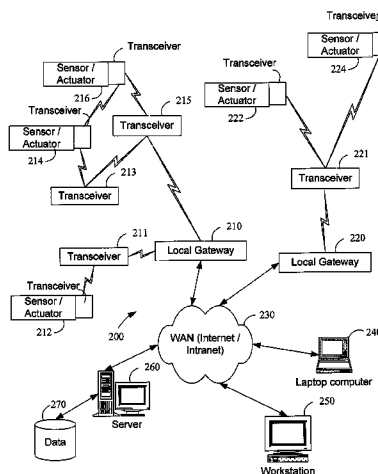 Transceiver
Transceiver
Transceiver
Sensor /
Actuator
224
Sensor /
Actuator
216
Transceiver
215
Sensor /
Actuator
222
Transceiver
Transceiver
Sensor /
Actuator
214
221
Transceiver
213
Transceiver
211
210
220
Transceiver
Local Gateway
Local Gateway
Transceiver
Sensor /
Actuator
212
200
230
WAN (Internet /
Intranet)
240
Laptop computer
260
250
270
Server
Data
Workstation